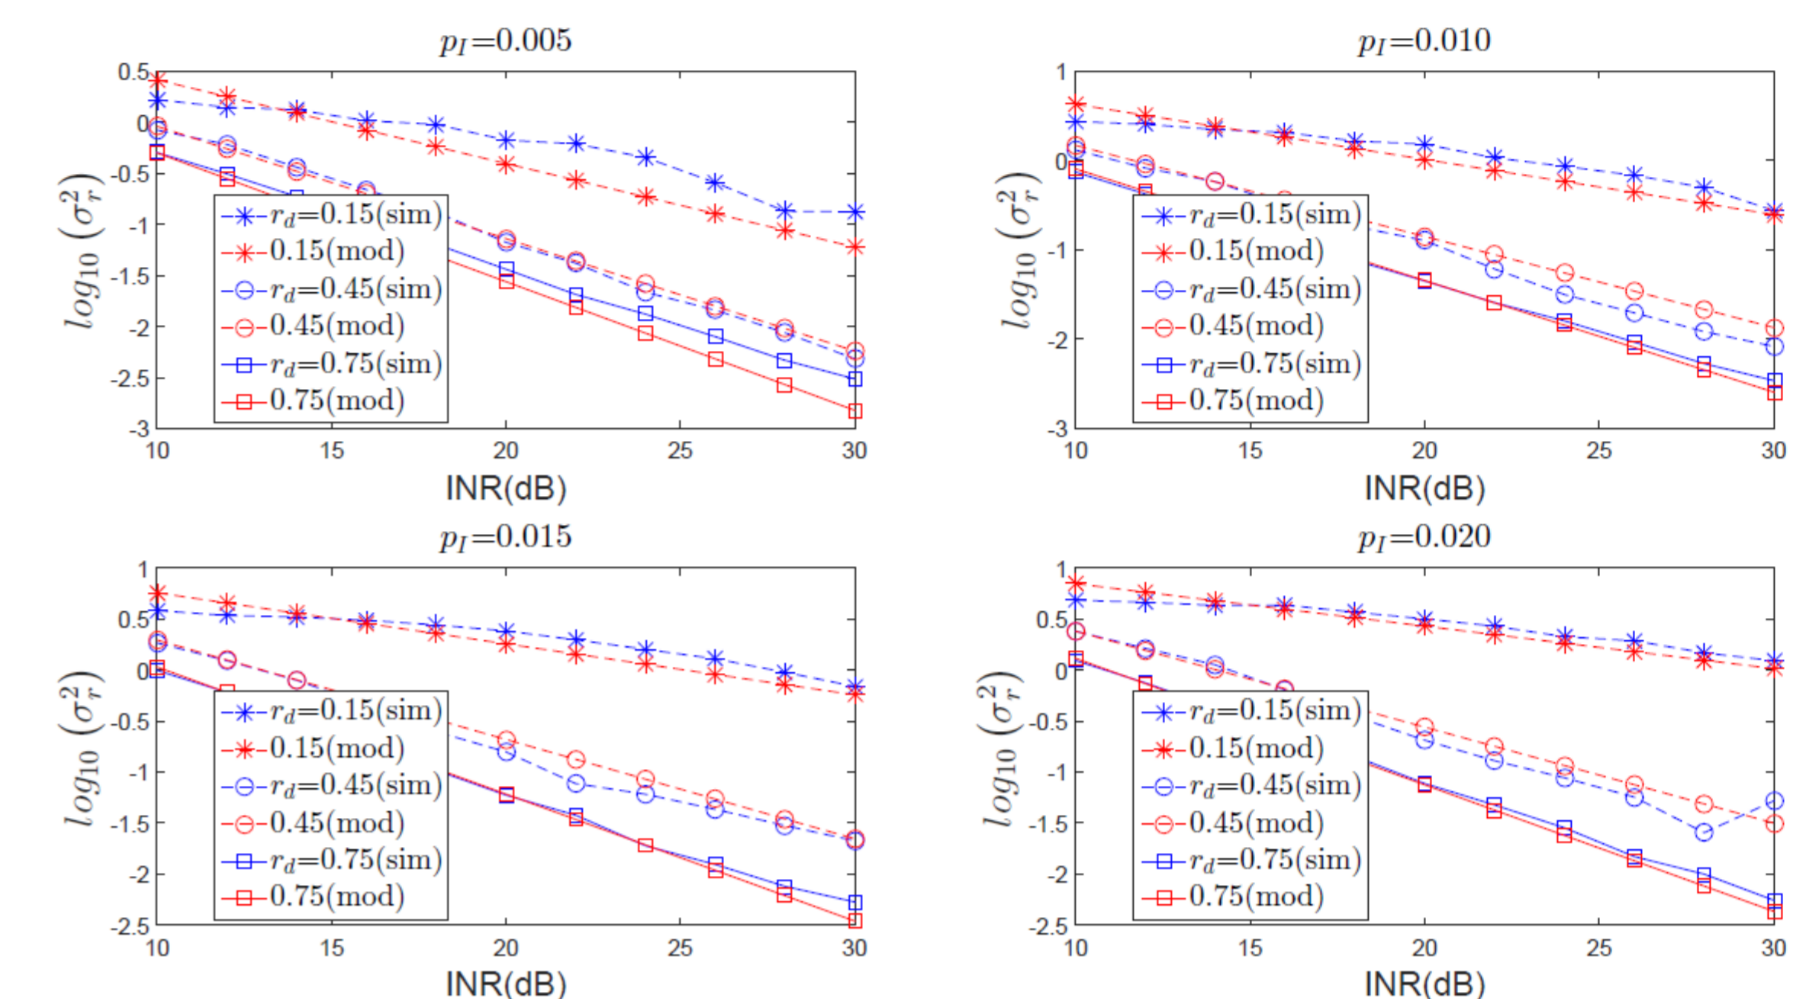 p_I=0.005
0.5
0
-0.5
-1
-1.5
-2
-2.5
-3
log10 (σ_r^2)
r_d=0.15(sim)
0.15(mod)
r_d=0.45(sim)
0.45(mod)
r_d=0.75(sim)
0.75(mod)
10 15 20 25 30
INR(dB)
p_I=0.010
1
0
-1
-2
-3
log10 (σ_r^2)
r_d=0.15(sim)
0.15(mod)
r_d=0.45(sim)
0.45(mod)
r_d=0.75(sim)
0.75(mod)
10 15 20 25 30
INR(dB)
p_I=0.015
1
0.5
0
-0.5
-1
-1.5
-2
-2.5
log10 (σ_r^2)
r_d=0.15(sim)
0.15(mod)
r_d=0.45(sim)
0.45(mod)
r_d=0.75(sim)
0.75(mod)
10 15 20 25 30
INR(dB)
p_I=0.020
1
0.5
0
-0.5
-1
-1.5
-2
-2.5
log10 (σ_r^2)
r_d=0.15(sim)
0.15(mod)
r_d=0.45(sim)
0.45(mod)
r_d=0.75(sim)
0.75(mod)
10 15 20 25 30
INR(dB)